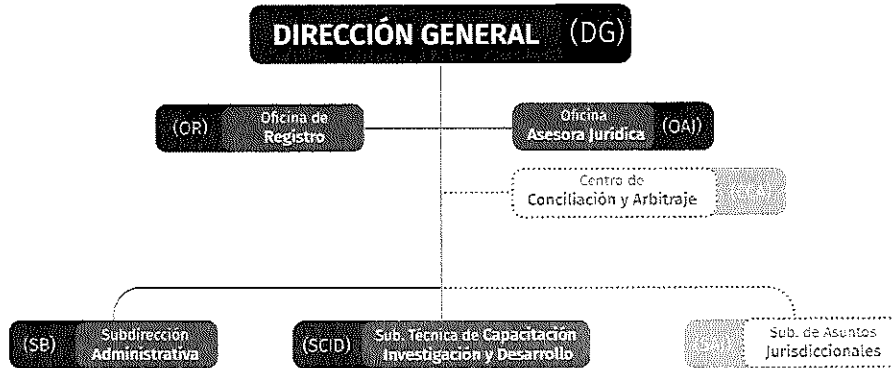 DIRECCIÓN GENERAL (DG)
(OR) Oficina de
Registro
Oficina
Asesora Jurídica (OAJ)
Centro de
Conciliación y Arbitraje
(SB) Subdirección
Administrativa
(SCID) Sub. Técnica de Capacitación
Investigación y Desarrollo
Sub. de Asuntos
Jurisdiccionales